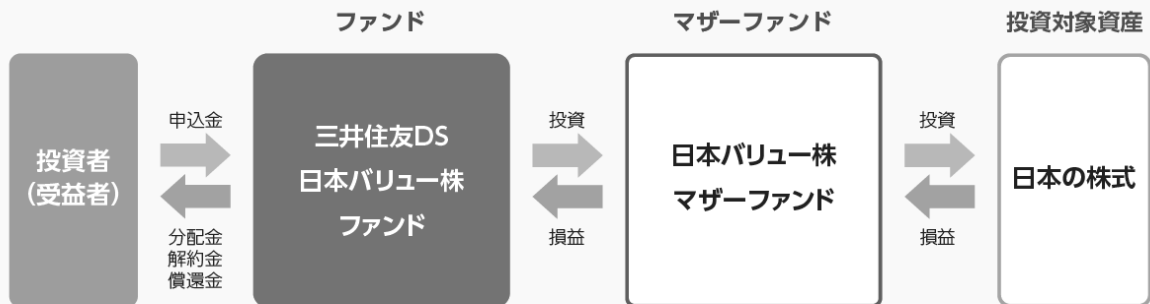 ファンド
マザーファンド
投資対象資産
投資者
（受益者）
申込金
分配金
解約金
償還金
三井住友DS
日本バリュー株
ファンド
投資
損益
日本バリュー株
マザーファンド
投資
損益
日本の株式